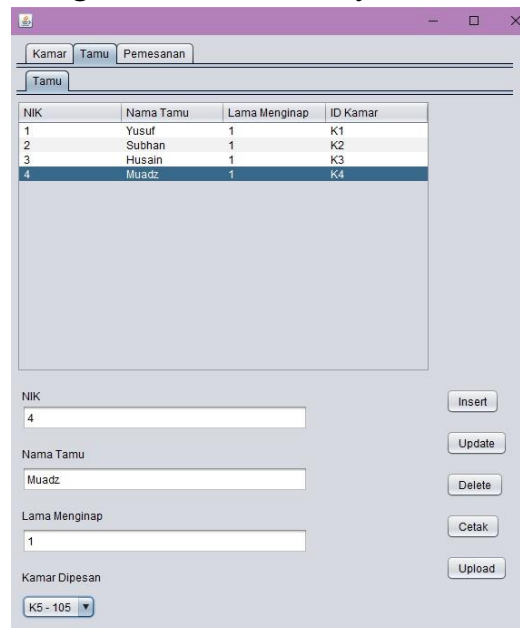 Kamar Tamu Pemesanan
Tamu
NIK Nama Tamu Lama Menginap ID Kamar
1 Yusuf 1 K1
2 Subhan 1 K2
3 Husain 1 K3
4 Muadz 1 K4
NIK
4
Nama Tamu
Muadz
Lama Menginap
1
Kamar Dipesan
K5 - 105
Insert
Update
Delete
Cetak
Upload